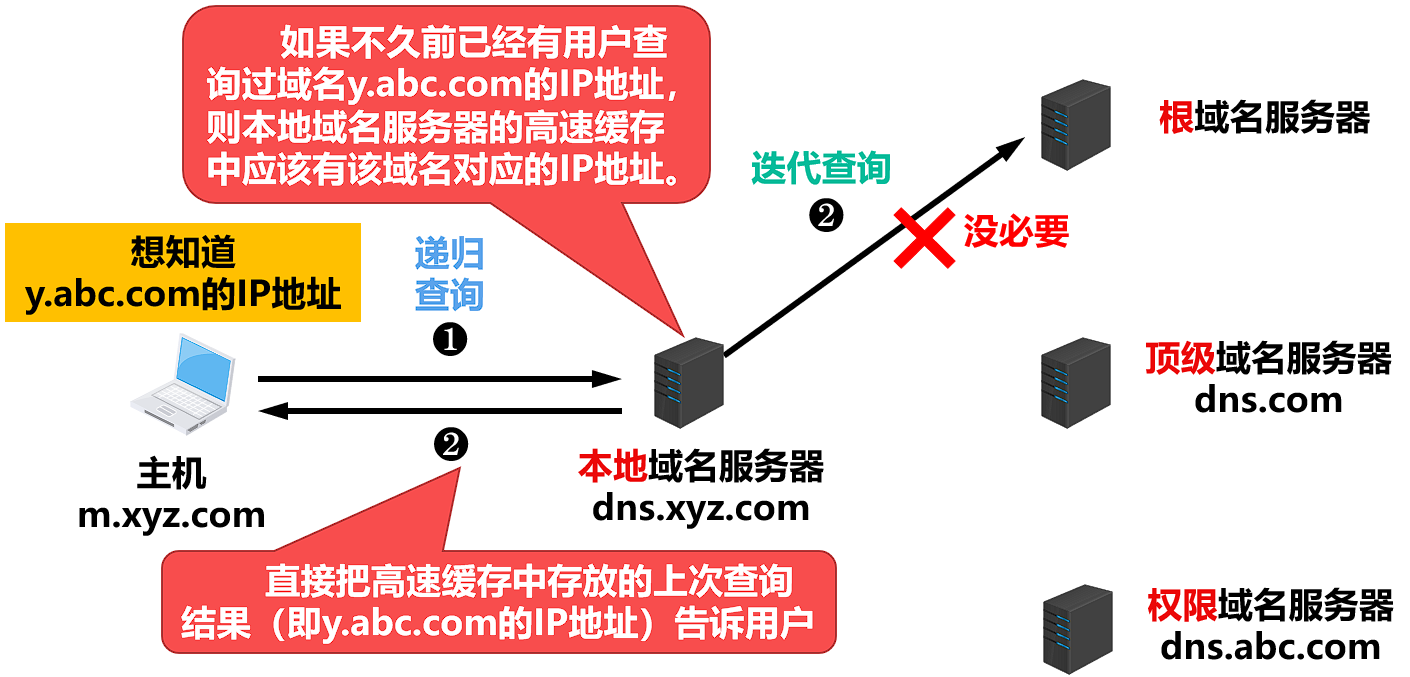 如果不久前已经有用户查
询过域名y.abc.com的IP地址，
则本地域名服务器的高速缓存
中应该有该域名对应的IP地址。
根域名服务器
迭代查询
❷
没必要
想知道
y.abc.com的IP地址
递归
查询
❶
顶级域名服务器
dns.com
❷
主机
m.xyz.com
本地域名服务器
dns.xyz.com
直接把高速缓存中存放的上次查询
结果（即y.abc.com的IP地址）告诉用户
权限域名服务器
dns.abc.com